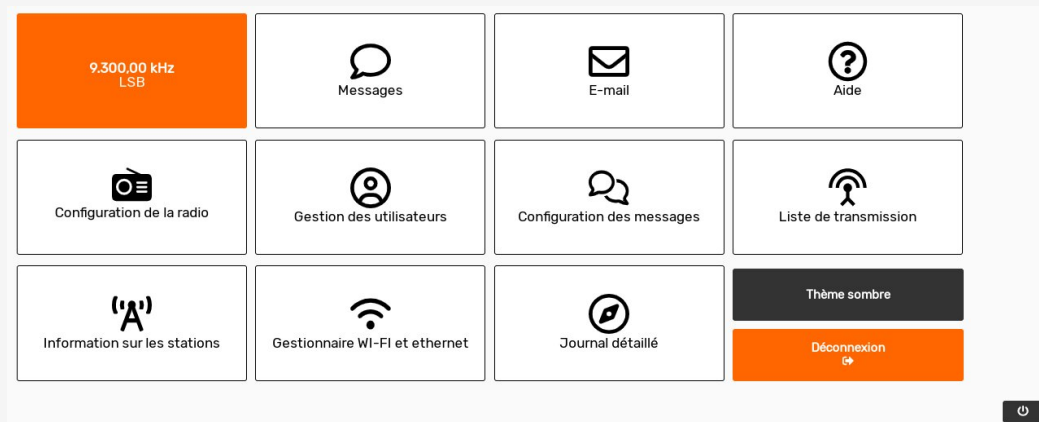 9.300,00 kHz
LSB
Messages
E-mail
Aide
Configuration de la radio
Gestion des utilisateurs
Configuration des messages
Liste de transmission
Information sur les stations
Gestionnaire WI-FI et ethernet
Journal détaillé
Thème sombre
Déconnexion